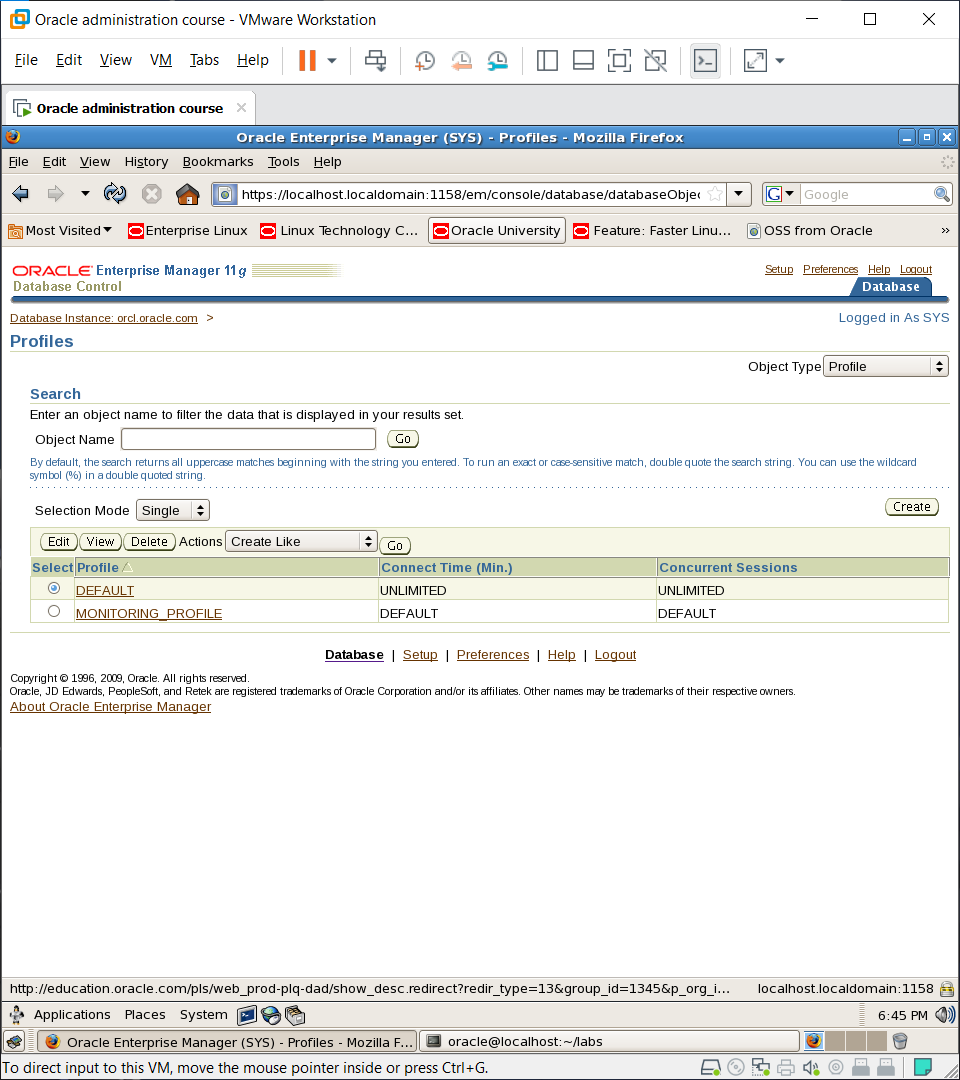 Oracle administration course - VMware Workstation
File Edit View VM Tabs Help
Oracle administration course
Oracle Enterprise Manager (SYS) - Profiles - Mozilla Firefox
File Edit View History Bookmarks Tools Help
https://localhost.localdomain:1158/em/console/database/databaseObjec
G Google
Most Visited Enterprise Linux Linux Technology C... Oracle University Feature: Faster Linu... OSS from Oracle »
ORACLE Enterprise Manager 11g
Database Control
Setup Preferences Help Logout
Database
Database Instance: orcl.oracle.com >
Logged in As SYS
Profiles
Object Type Profile
Search
Enter an object name to filter the data that is displayed in your results set.
Object Name Go
By default, the search returns all uppercase matches beginning with the string you entered. To run an exact or case-sensitive match, double quote the search string. You can use the wildcard
symbol (%) in a double quoted string.
Selection Mode Single Create
Edit View Delete Actions Create Like Go
Select Profile Connect Time (Min.) Concurrent Sessions
DEFAULT UNLIMITED UNLIMITED
MONITORING_PROFILE DEFAULT DEFAULT
Database | Setup | Preferences | Help | Logout
Copyright © 1996, 2009, Oracle. All rights reserved.
Oracle, JD Edwards, PeopleSoft, and Retek are registered trademarks of Oracle Corporation and/or its affiliates. Other names may be trademarks of their respective owners.
About Oracle Enterprise Manager
http://education.oracle.com/pls/web_prod-plq-dad/show_desc.redirect?redir_type=13&group_id=1345&p_org_i... localhost.localdomain:1158
Applications Places System 6:45 PM
Oracle Enterprise Manager (SYS) - Profiles - Mozilla F... oracle@localhost:~/labs
To direct input to this VM, move the mouse pointer inside or press Ctrl+G.